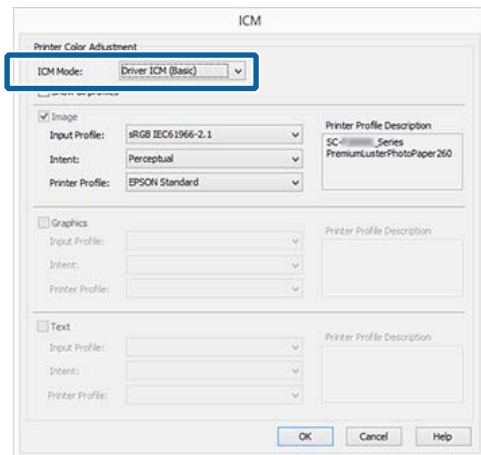 ICM
Printer Color Adjustment
ICM Mode: Driver ICM (Basic)
Image
Input Profile: sRGB IEC61966-2.1
Intent: Perceptual
Printer Profile: EPSON Standard
Printer Profile Description
SC- _Series
PremiumLusterPhotoPaper260
Graphics
Input Profile:
Intent:
Printer Profile:
Printer Profile Description
Text
Input Profile:
Intent:
Printer Profile:
Printer Profile Description
OK Cancel Help